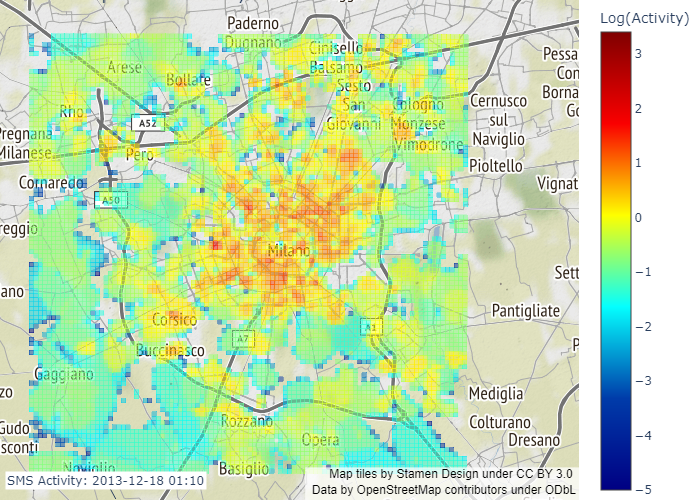 Log(Activity)
Paderno
Dugnano
Cinisello
Balsamo
Arese
Bollate
Sesto
San
Giovanni
Cologno
Monzese
Vimodrone
Cernusco
sul
Naviglio
Pioltello
Pessa
Con
Borna
Go
Rho
A52
Pero
Pregnana
Milanese
Cornaredo
A50
Vignat
reggio
Milano
Sett
ano
Corsico
A7
A1
Pantigliate
P
Buccinasco
Gaggiano
zo
Mediglia
Rozzano
Colturano
Dresano
Opera
Gudo
sconti
Noviglio
Basiglio
SMS Activity: 2013-12-18 01:10
Map tiles by Stamen Design under CC BY 3.0
Data by OpenStreetMap contributors under ODbL
3
2
1
0
−1
−2
−3
−4
−5